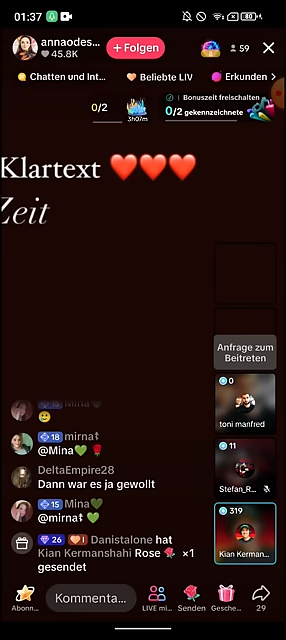 01:37
80
annaodes...
45.8K
+ Folgen
59
Chatten und Int...
Beliebte LIV
Erkunden >
0/2
3h07m
Bonuszeit freischalten
0/2 gekennzeichnete
Klartext ❤️❤️❤️
Zeit
Anfrage zum
Beitreten
0
toni manfred
11
Stefan_R...
319
Kian Kerman...
15 Mina🖤
🙂
18 mirna
@Mina💚🌹
DeltaEmpire28
Dann war es ja gewollt
15 Mina🖤
@mirna 💚
26 Danistalone hat
Kian Kermanshahi Rose 🌹 ×1
gesendet
Abonn...
Kommenta...
LIVE mi...
Senden
Gesche...
29